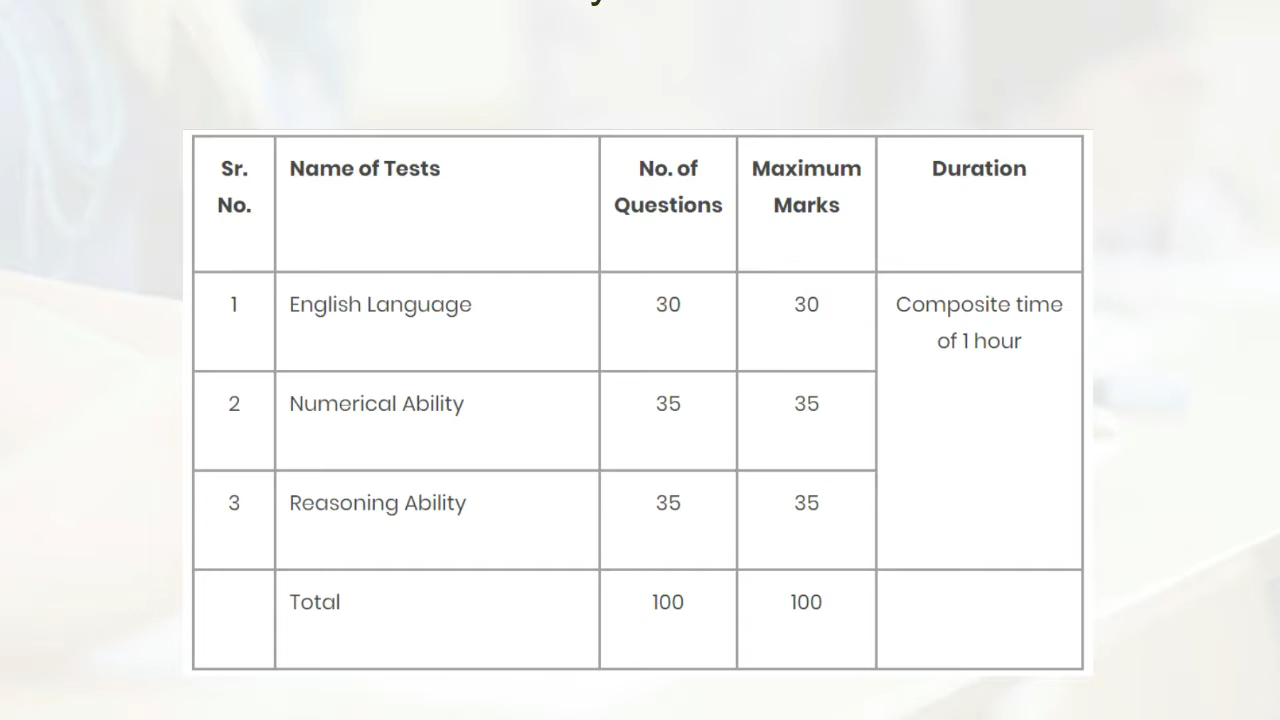 Sr. No. Name of Tests No. of Questions Maximum Marks Duration
1 English Language 30 30 Composite time of 1 hour
2 Numerical Ability 35 35
3 Reasoning Ability 35 35
Total 100 100